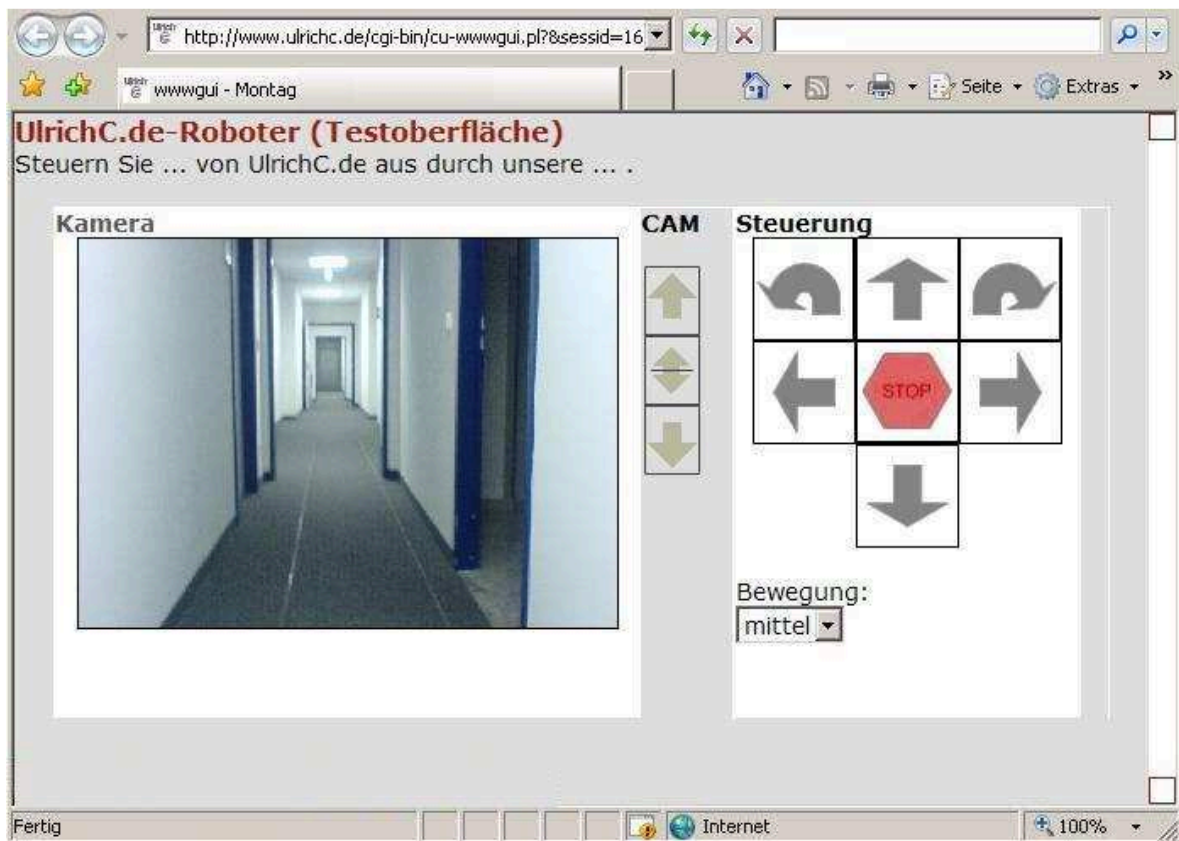 http://www.ulrichc.de/cgi-bin/cu-wwwgui.pl?&sessid=16
wwwgui - Montag
Seite
Extras
»
UlrichC.de-Roboter (Testoberfläche)
Steuern Sie ... von UlrichC.de aus durch unsere ... .
Kamera
CAM
Steuerung
STOP
Bewegung:
mittel
Fertig
Internet
100%